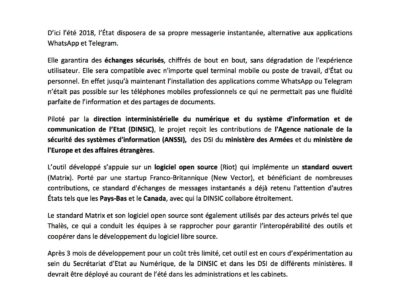 D'ici l'été 2018, l'État disposera de sa propre messagerie instantanée, alternative aux applications
WhatsApp et Telegram.
Elle garantira des échanges sécurisés, chiffrés de bout en bout, sans dégradation de l'expérience
utilisateur. Elle sera compatible avec n'importe quel terminal mobile ou poste de travail, d'État ou
personnel. En effet jusqu'à maintenant l'installation des applications comme WhatsApp ou Telegram
n'était pas possible sur les téléphones mobiles professionnels ce qui ne permettait pas une fluidité
parfaite de l'information et des partages de documents.
Piloté par la direction interministérielle du numérique et du système d'information et de
communication de l'Etat (DINSIC), le projet reçoit les contributions de l'Agence nationale de la
sécurité des systèmes d'information (ANSSI), des DSI du ministère des Armées et du ministère de
l'Europe et des affaires étrangères.
L'outil développé s'appuie sur un logiciel open source (Riot) qui implémente un standard ouvert
(Matrix). Porté par une startup Franco-Britannique (New Vector), et bénéficiant de nombreuses
contributions, ce standard d'échanges de messages instantanés a déjà retenu l'attention d'autres
États tels que les Pays-Bas et le Canada, avec qui la DINSIC collabore étroitement.
Le standard Matrix et son logiciel open source sont également utilisés par des acteurs privés tel que
Thalès, ce qui a conduit les équipes à se rapprocher pour garantir l'interopérabilité des outils et
coopérer dans le développement du logiciel libre source.
Après 3 mois de développement pour un coût très limité, cet outil est en cours d'expérimentation au
sein du Secrétariat d'Etat au Numérique, de la DINSIC et dans les DSI de différents ministères. Il
devrait être déployé au courant de l'été dans les administrations et les cabinets.